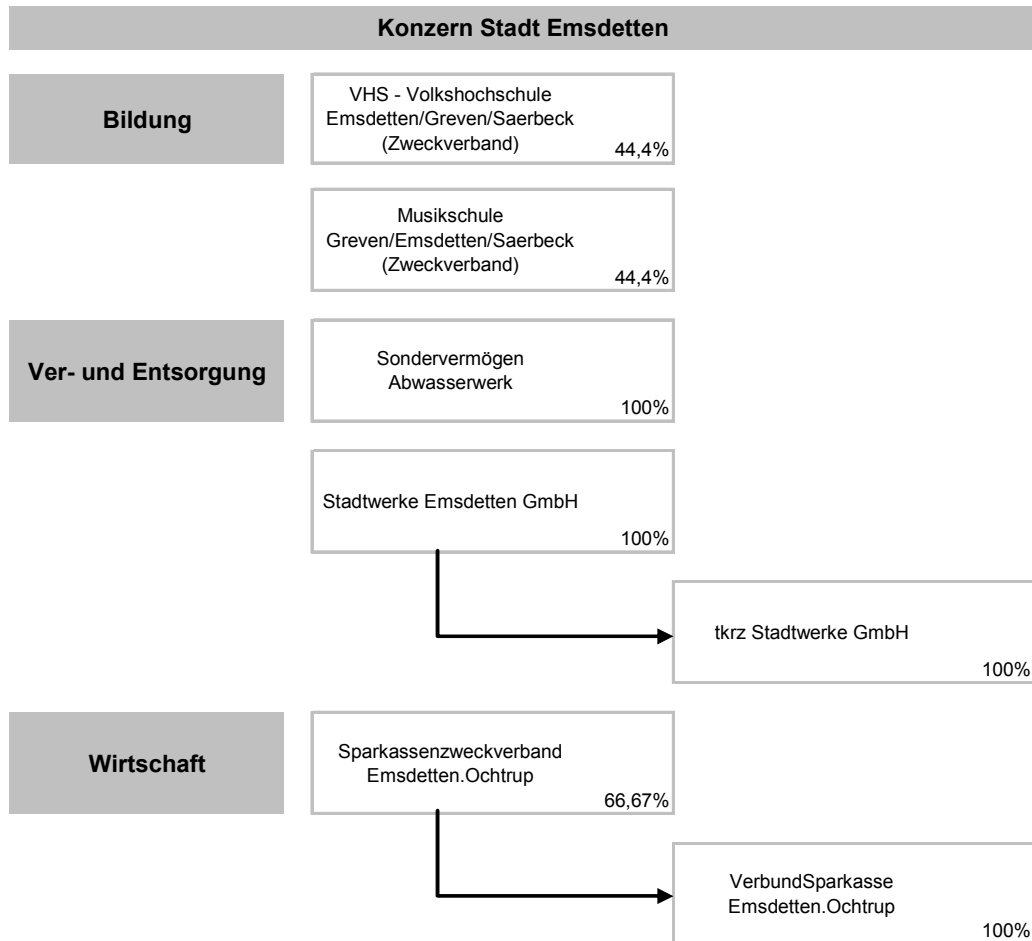 Konzern Stadt Emsdetten
Bildung
VHS - Volkshochschule
Emsdetten/Greven/Saerbeck
(Zweckverband)
44,4%
Musikschule
Greven/Emsdetten/Saerbeck
(Zweckverband)
44,4%
Ver- und Entsorgung
Sondervermögen
Abwasserwerk
100%
Stadtwerke Emsdetten GmbH
100%
tkrz Stadtwerke GmbH
100%
Wirtschaft
Sparkassenzweckverband
Emsdetten.Ochtrup
66,67%
VerbundSparkasse
Emsdetten.Ochtrup
100%